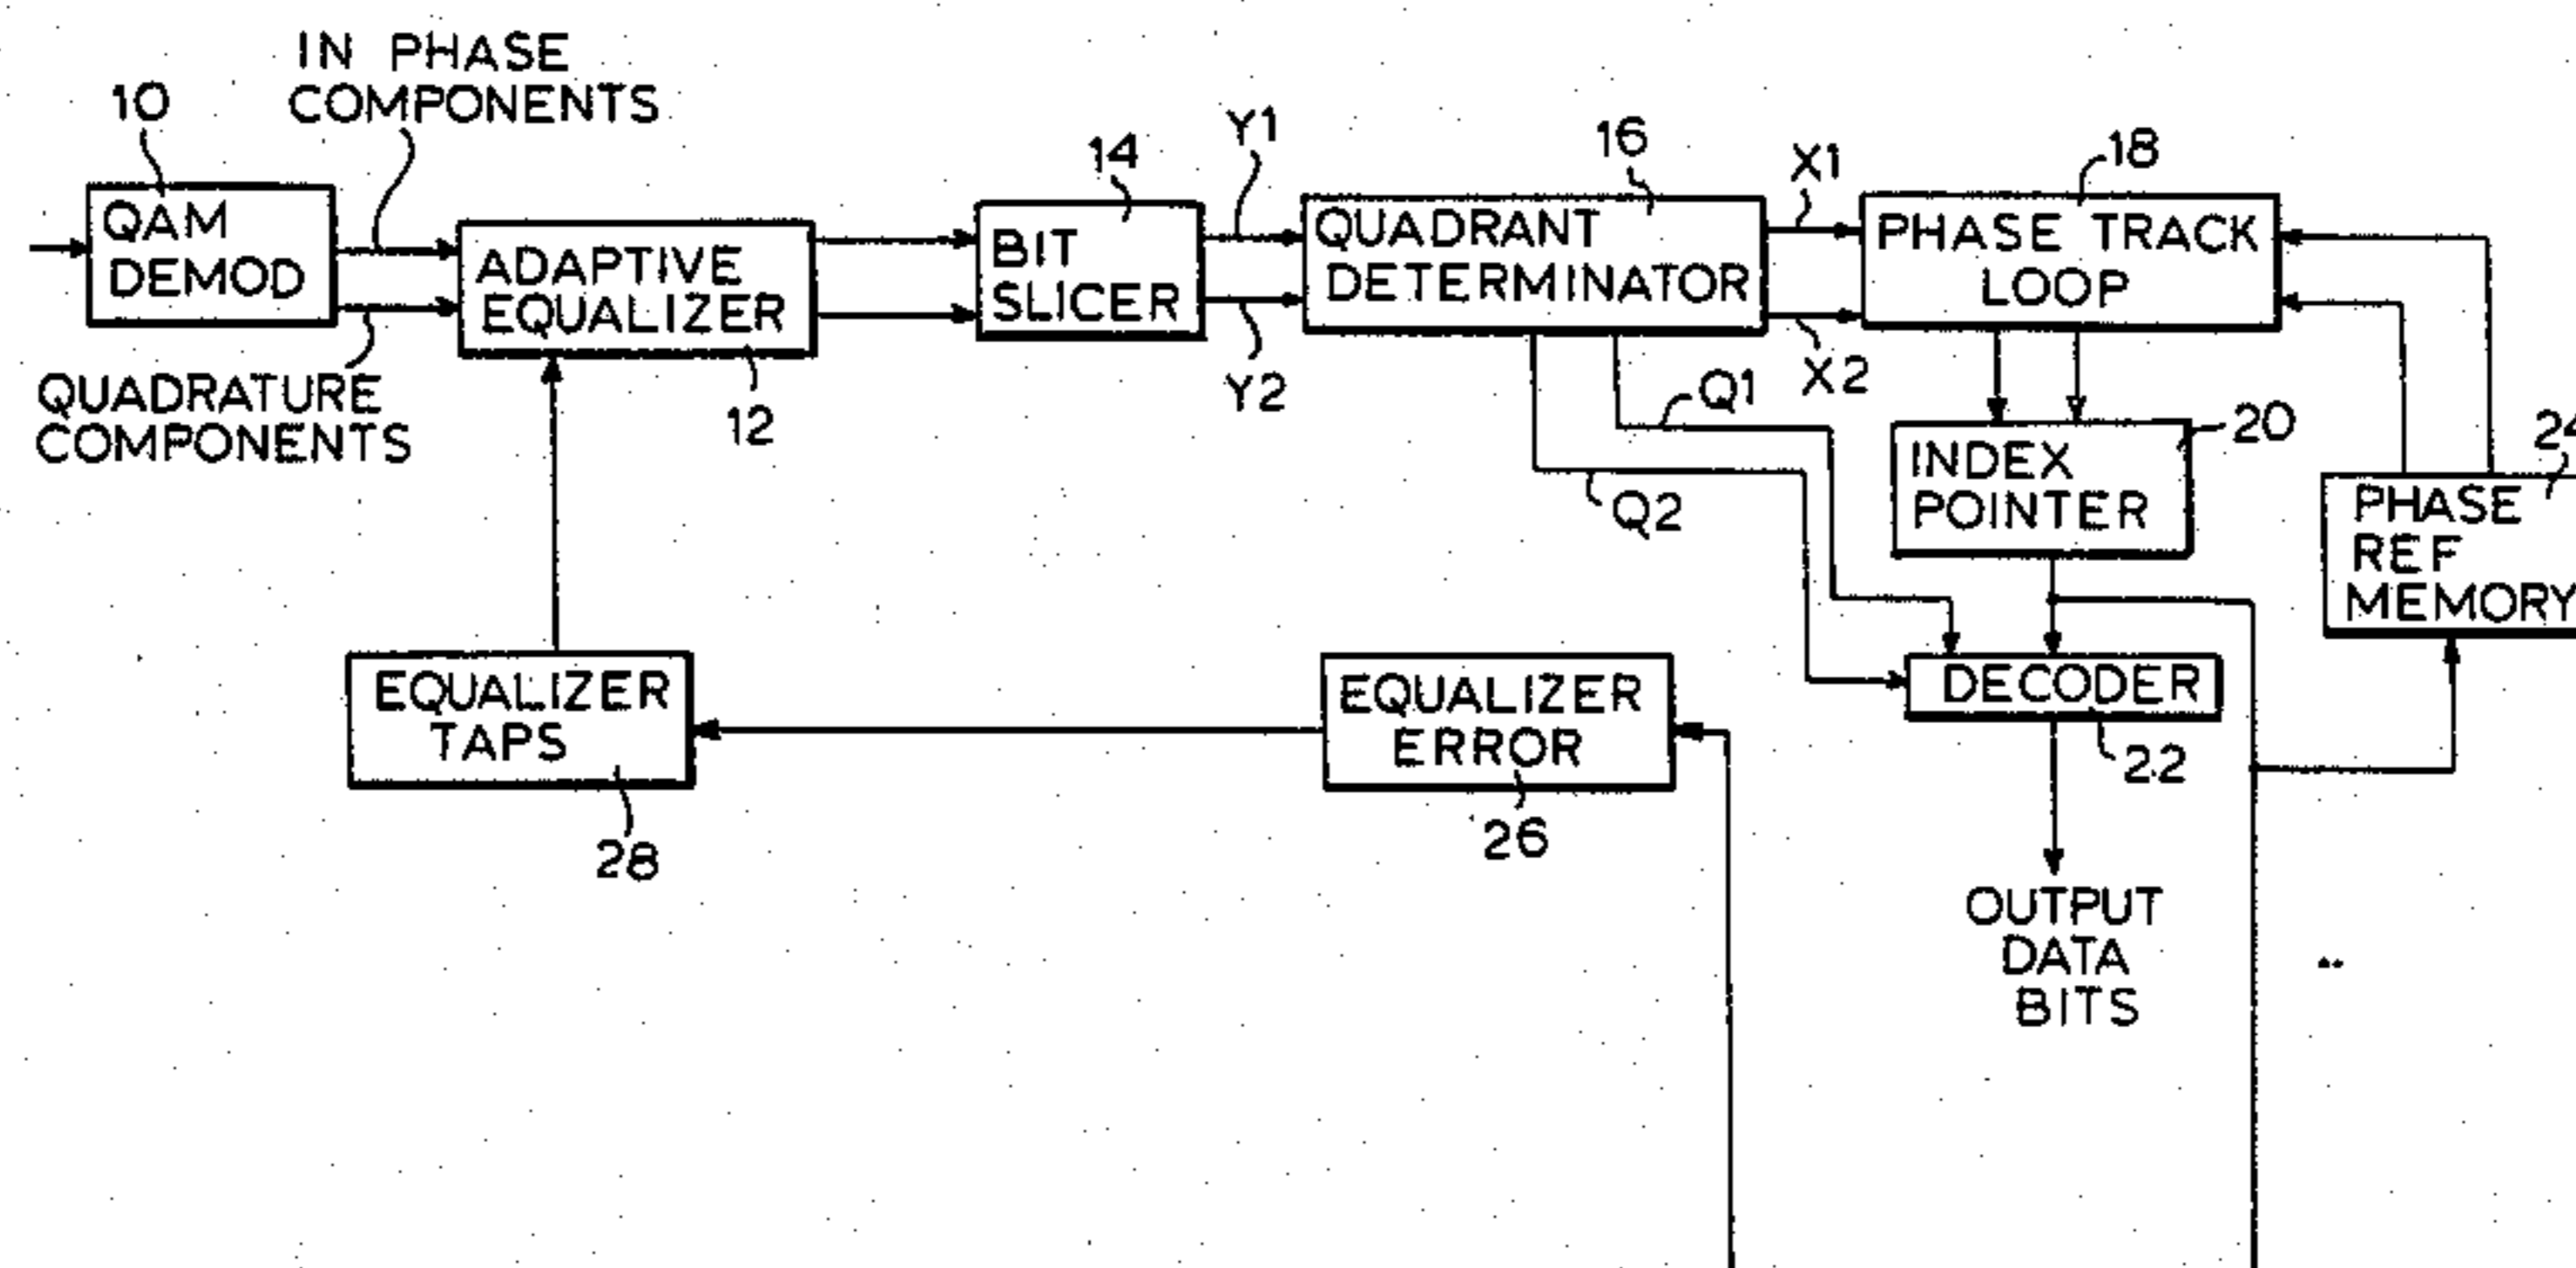 IN PHASE
COMPONENTS
10
QAM
DEMOD
QUADRATURE
COMPONENTS
ADAPTIVE
EQUALIZER
12
14
BIT
SLICER
Y1
Y2
16
QUADRANT
DETERMINATOR
X1
X2
18
PHASE TRACK
LOOP
Q1
Q2
INDEX
POINTER
20
24
PHASE
REF
MEMORY
DECODER
22
EQUALIZER
TAPS
28
EQUALIZER
ERROR
26
OUTPUT
DATA
BITS